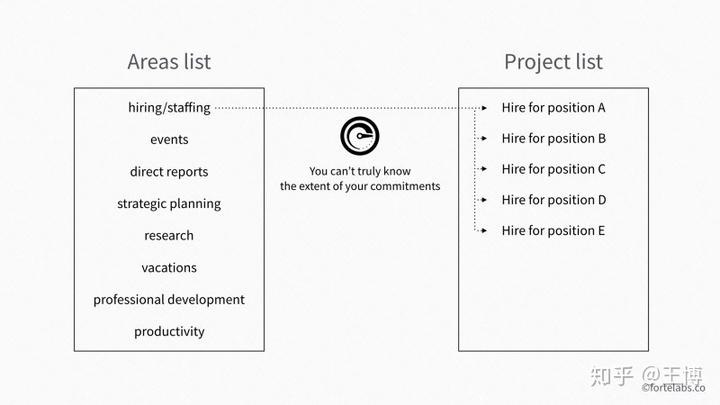 Areas list
hiring/staffing
events
direct reports
strategic planning
research
vacations
professional development
productivity
You can't truly know
the extent of your commitments
Project list
Hire for position A
Hire for position B
Hire for position C
Hire for position D
Hire for position E
知乎 @王博
©fortelabs.co